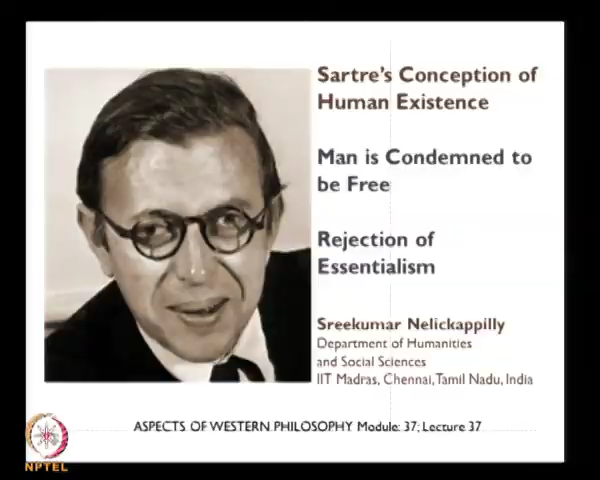 Sartre's Conception of
Human Existence
Man is Condemned to
be Free
Rejection of
Essentialism
Sreekumar Nelickappilly
Department of Humanities
and Social Sciences
IIT Madras, Chennai,Tamil Nadu, India
ASPECTS OF WESTERN PHILOSOPHY Module: 37; Lecture 37
NPTEL